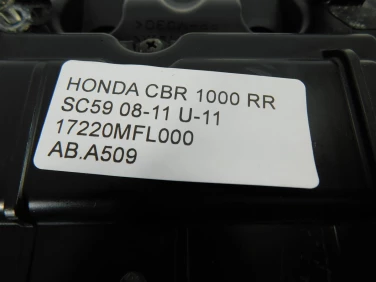 HONDA CBR 1000 RR
SC59 08-11 U-11
17220MFL000
AB.A509